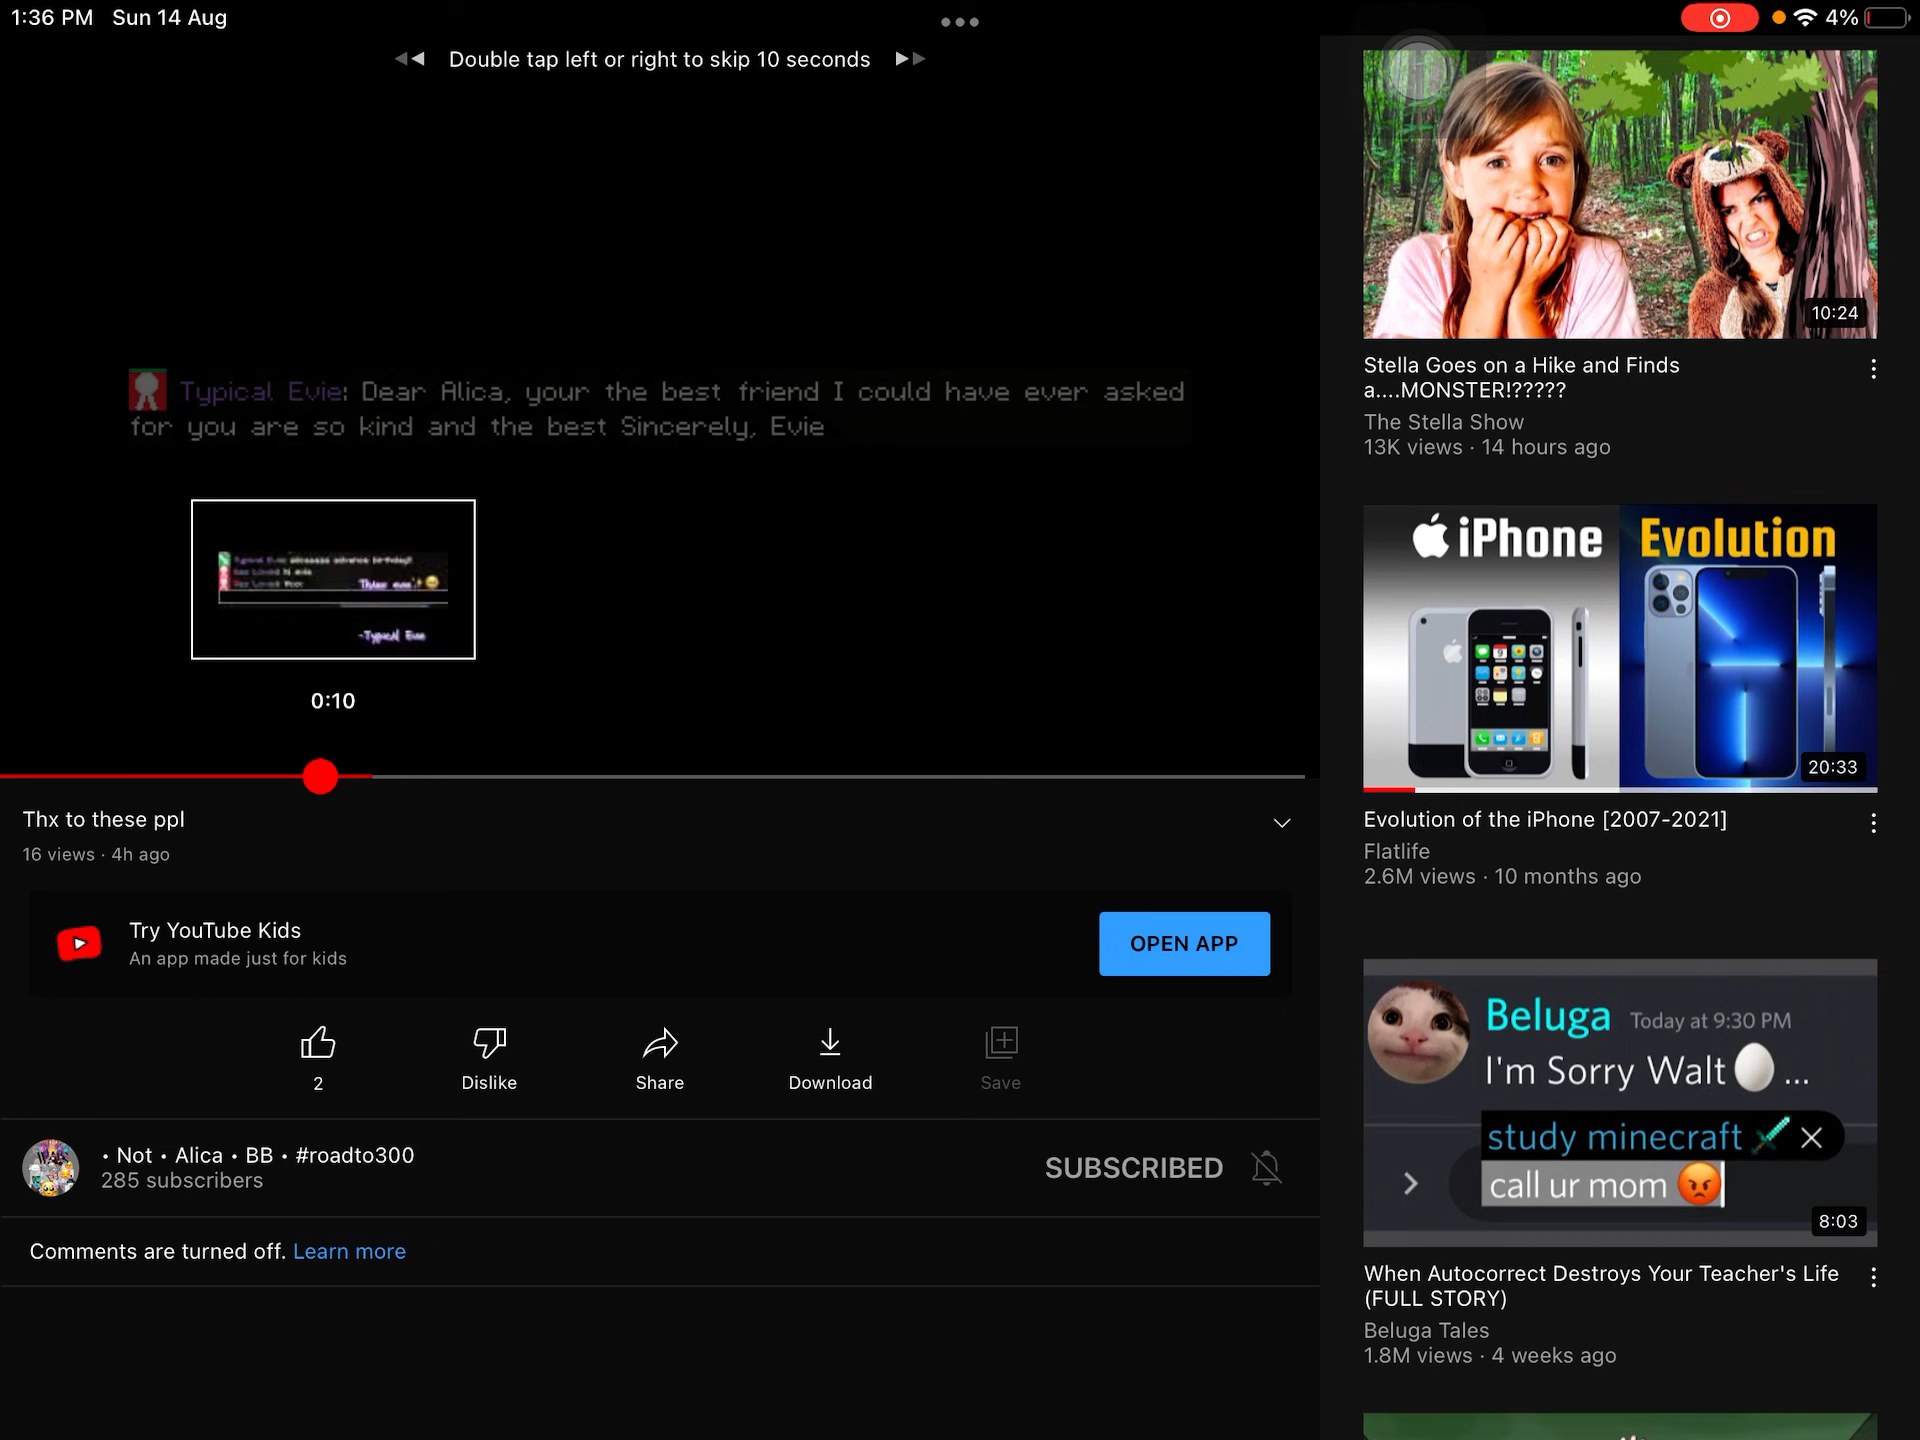 1:36 PM Sun 14 Aug
4%
Double tap left or right to skip 10 seconds
Typical Evie: Dear Alica, your the best friend I could have ever asked
for you are so kind and the best Sincerely, Evie
-Typical Evie
0:10
Thx to these ppl
16 views · 4h ago
Try YouTube Kids
An app made just for kids
OPEN APP
2
Dislike
Share
Download
Save
• Not • Alica • BB • #roadto300
285 subscribers
SUBSCRIBED
Comments are turned off. Learn more
10:24
Stella Goes on a Hike and Finds
a....MONSTER!?????
The Stella Show
13K views · 14 hours ago
iPhone Evolution
20:33
Evolution of the iPhone [2007-2021]
Flatlife
2.6M views · 10 months ago
Beluga Today at 9:30 PM
I'm Sorry Walt 🥚 ...
study minecraft 🗡️ ×
call ur mom 😡
8:03
When Autocorrect Destroys Your Teacher's Life
(FULL STORY)
Beluga Tales
1.8M views · 4 weeks ago